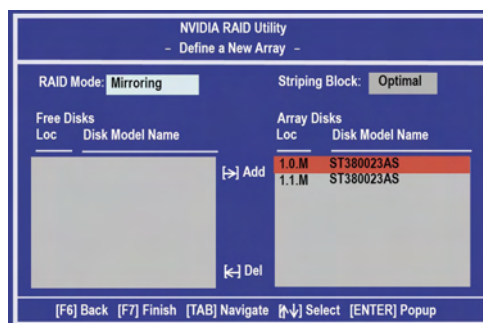 NVIDIA RAID Utility
– Define a New Array –
RAID Mode: Mirroring
Striping Block: Optimal
Free Disks
Loc Disk Model Name
Array Disks
Loc Disk Model Name
[→] Add
1.0.M ST380023AS
1.1.M ST380023AS
[←] Del
[F6] Back [F7] Finish [TAB] Navigate [↑↓] Select [ENTER] Popup